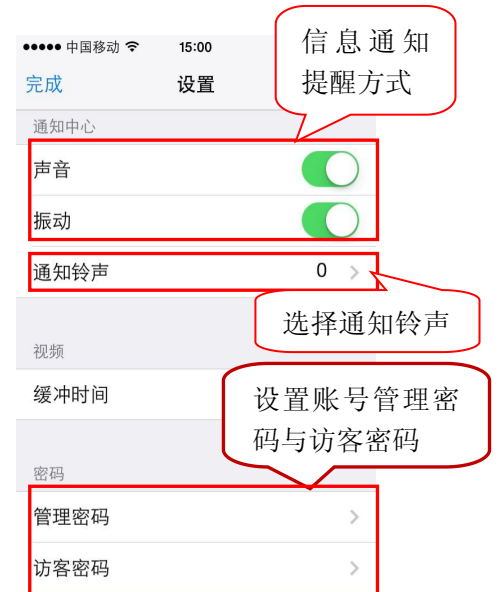 中国移动 15:00
信息通知
提醒方式
完成 设置
通知中心
声音
振动
通知铃声 0
选择通知铃声
视频
缓冲时间
设置账号管理密
码与访客密码
密码
管理密码
访客密码